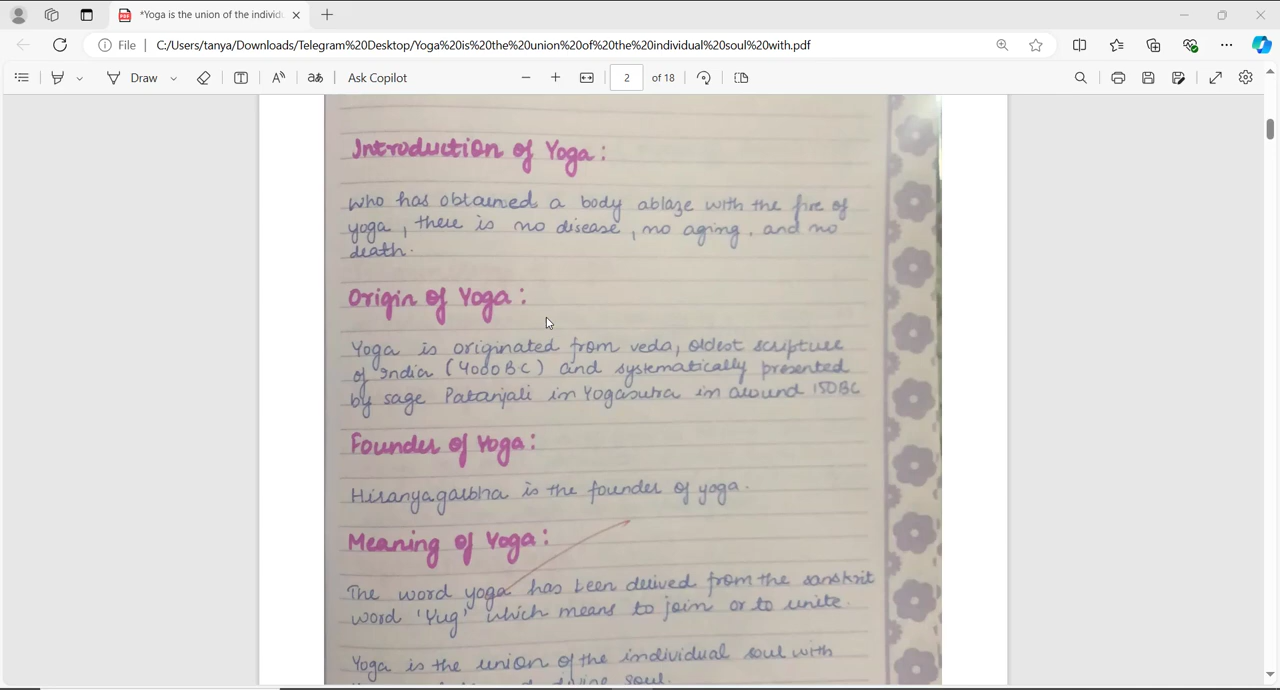 *Yoga is the union of the individu
File
C:/Users/tanya/Downloads/Telegram%20Desktop/Yoga%20is%20the%20union%20of%20the%20individual%20soul%20with.pdf
Draw
Ask Copilot
2 of 18
Introduction of Yoga:
who has obtained a body ablaze with the fire of
yoga, there is no disease, no aging, and no
death.
Origin of Yoga:
Yoga is originated from veda, oldest scripture
of India (4000BC) and systematically presented
by sage Patanjali in Yogasutra in around 150BC
Founder of Yoga:
Hiranyagarbha is the founder of yoga.
Meaning of Yoga:
The word yoga has been derived from the sanskrit
word 'Yug' which means to join or to unite.
Yoga is the union of the individual soul with
soul.